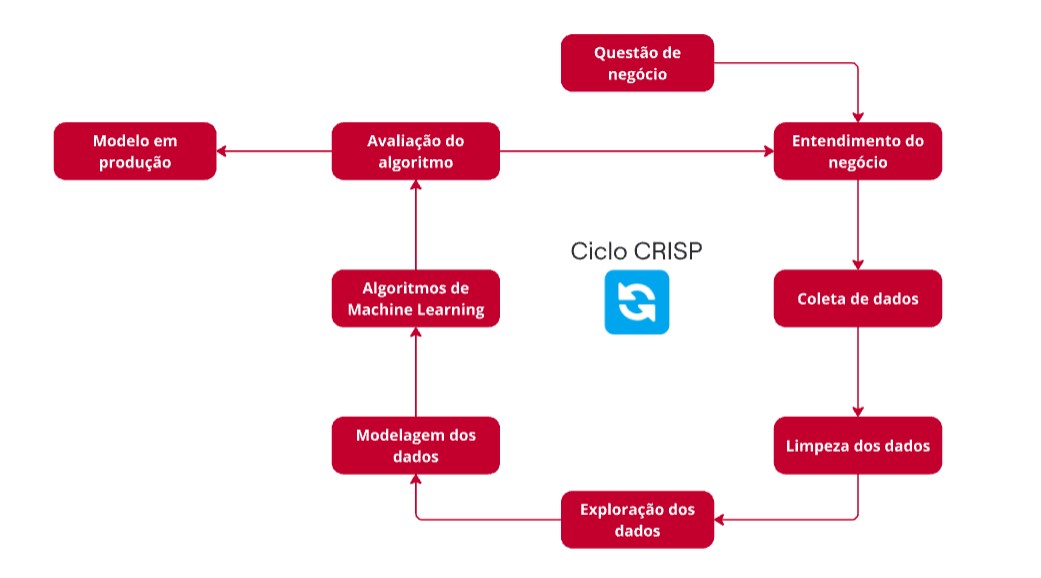 Questão de
negócio
Modelo em
produção
Avaliação do
algoritmo
Entendimento do
negócio
Ciclo CRISP
Algoritmos de
Machine Learning
Coleta de dados
Modelagem dos
dados
Limpeza dos dados
Exploração dos
dados